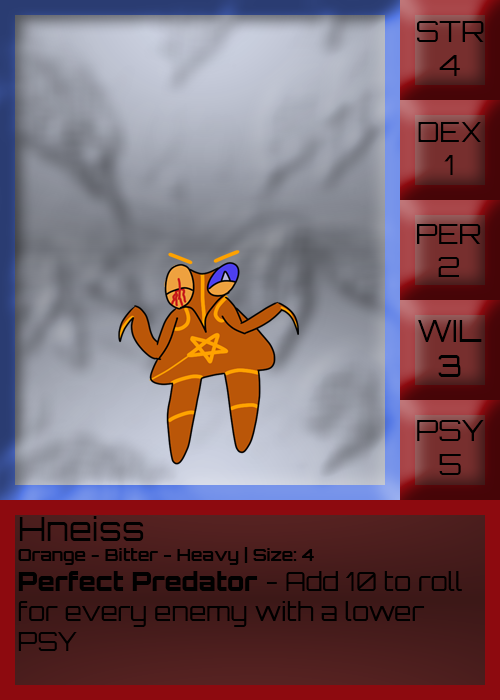 STR
4
DEX
1
PER
2
WIL
3
PSY
5
Hneiss
Orange - Bitter - Heavy | Size: 4
Perfect Predator - Add 10 to roll
for every enemy with a lower
PSY